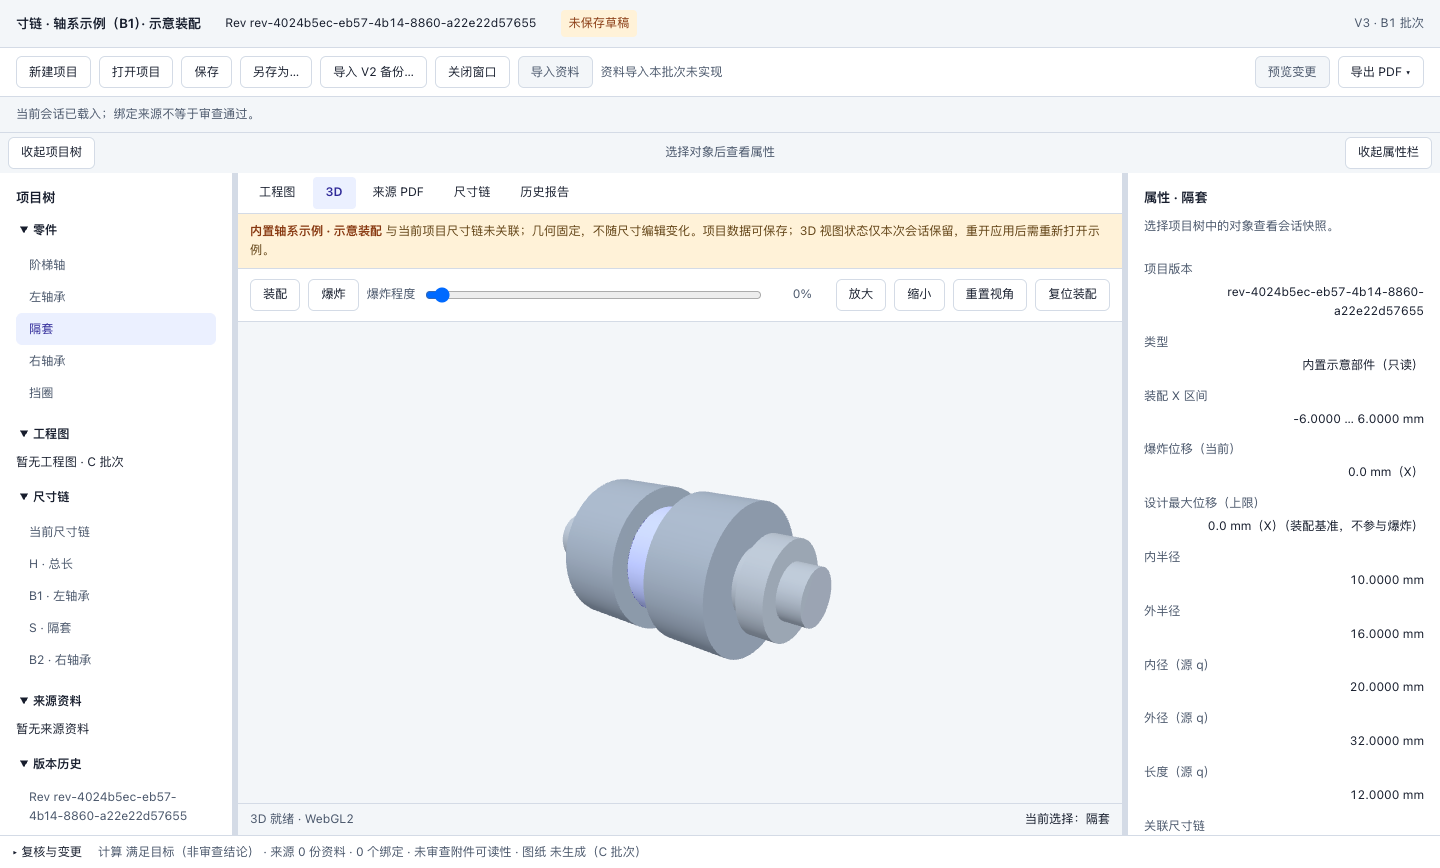 寸链 · 轴系示例（B1）· 示意装配 Rev rev-4024b5ec-eb57-4b14-8860-a22e22d57655 未保存草稿 V3 · B1 批次
新建项目 打开项目 保存 另存为... 导入 V2 备份... 关闭窗口 导入资料 资料导入本批次未实现 预览变更 导出 PDF ▾
当前会话已载入；绑定来源不等于审查通过。
收起项目树 选择对象后查看属性 收起属性栏
项目树
▼ 零件
阶梯轴
左轴承
隔套
右轴承
挡圈
▼ 工程图
暂无工程图 · C 批次
▼ 尺寸链
当前尺寸链
H · 总长
B1 · 左轴承
S · 隔套
B2 · 右轴承
▼ 来源资料
暂无来源资料
▼ 版本历史
Rev rev-4024b5ec-eb57-
4b14-8860-a22e22d57655
工程图 3D 来源 PDF 尺寸链 历史报告
内置轴系示例 · 示意装配 与当前项目尺寸链未关联；几何固定，不随尺寸编辑变化。项目数据可保存；3D 视图状态仅本次会话保留，重开应用后需重新打开示
例。
装配 爆炸 爆炸程度 0% 放大 缩小 重置视角 复位装配
3D 就绪 · WebGL2 当前选择：隔套
属性 · 隔套
选择项目树中的对象查看会话快照。
项目版本
rev-4024b5ec-eb57-4b14-8860-
a22e22d57655
类型
内置示意部件（只读）
装配 X 区间
-6.0000 ... 6.0000 mm
爆炸位移（当前）
0.0 mm（X）
设计最大位移（上限）
0.0 mm（X）（装配基准，不参与爆炸）
内半径
10.0000 mm
外半径
16.0000 mm
内径（源 q）
20.0000 mm
外径（源 q）
32.0000 mm
长度（源 q）
12.0000 mm
关联尺寸链
▸ 复核与变更 计算 满足目标（非审查结论） · 来源 0 份资料 · 0 个绑定 · 未审查附件可读性 · 图纸 未生成（C 批次）